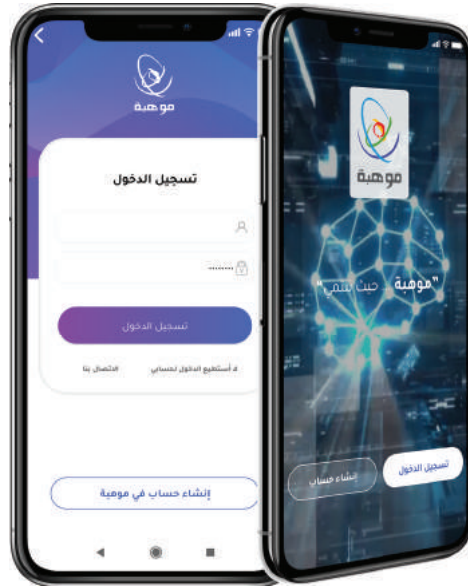 موهبة
تسجيل الدخول
تسجيل الدخول
لا أستطيع الدخول لحسابي
الاتصال بنا
إنشاء حساب في موهبة
موهبة
"موهبة .. حيث تنتمي"
تسجيل الدخول
إنشاء حساب